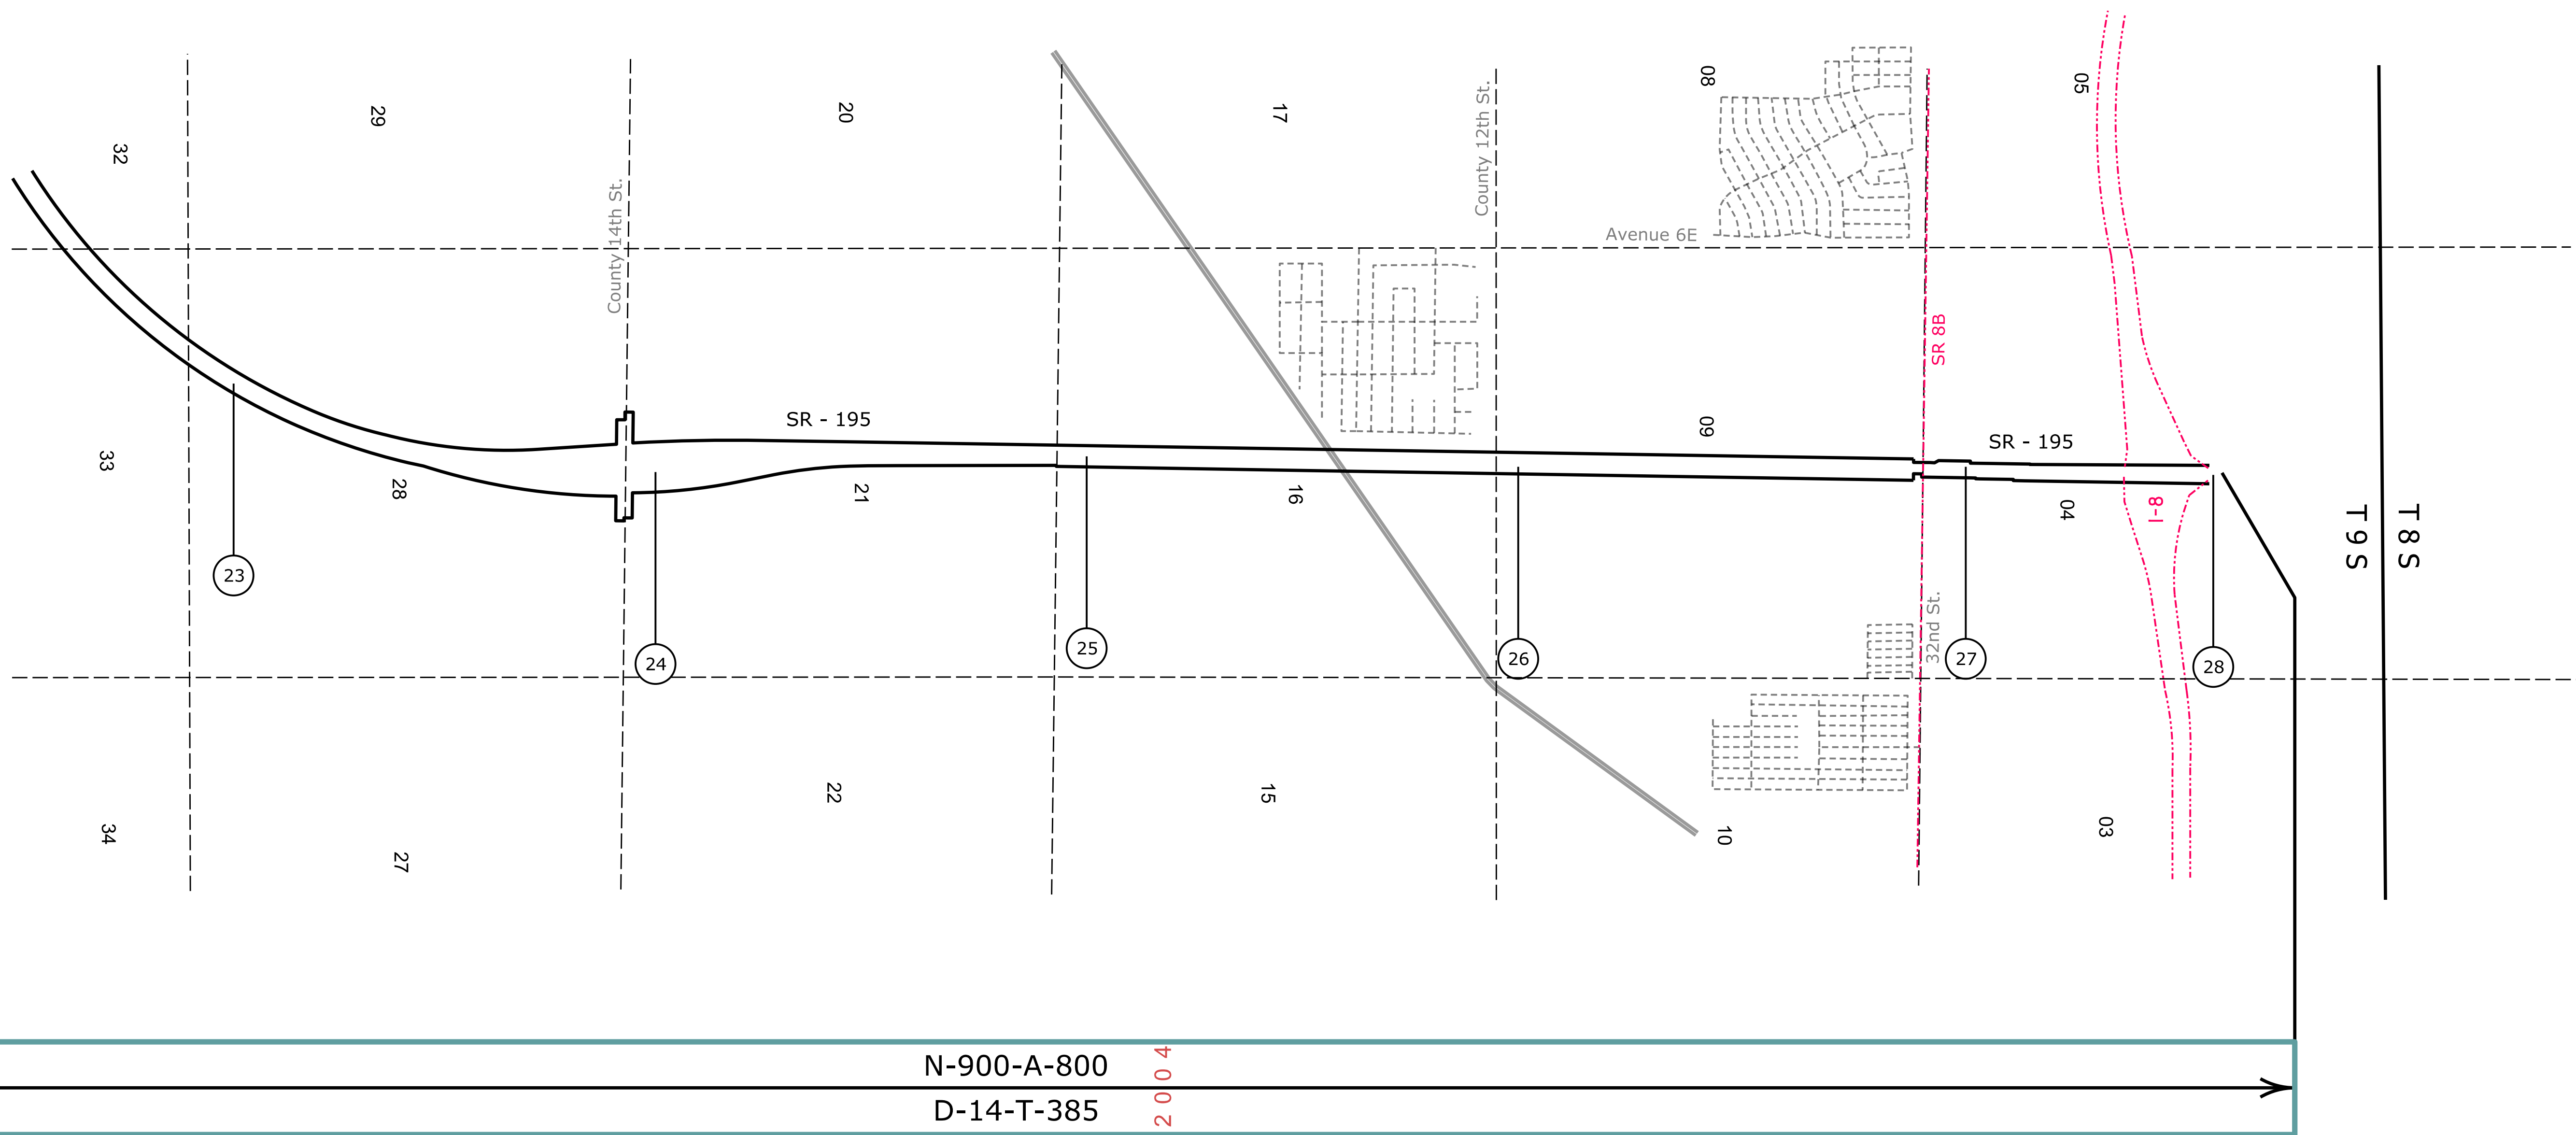 08
05
29
20
17
32
County 12th St.
County 14th St.
Avenue 6E
SR 8B
SR - 195
09
SR - 195
33
28
21
16
04
I-8
T 9 S
T 8 S
23
24
25
26
32nd St.
27
28
34
27
22
15
10
03
N-900-A-800
D-14-T-385
2004